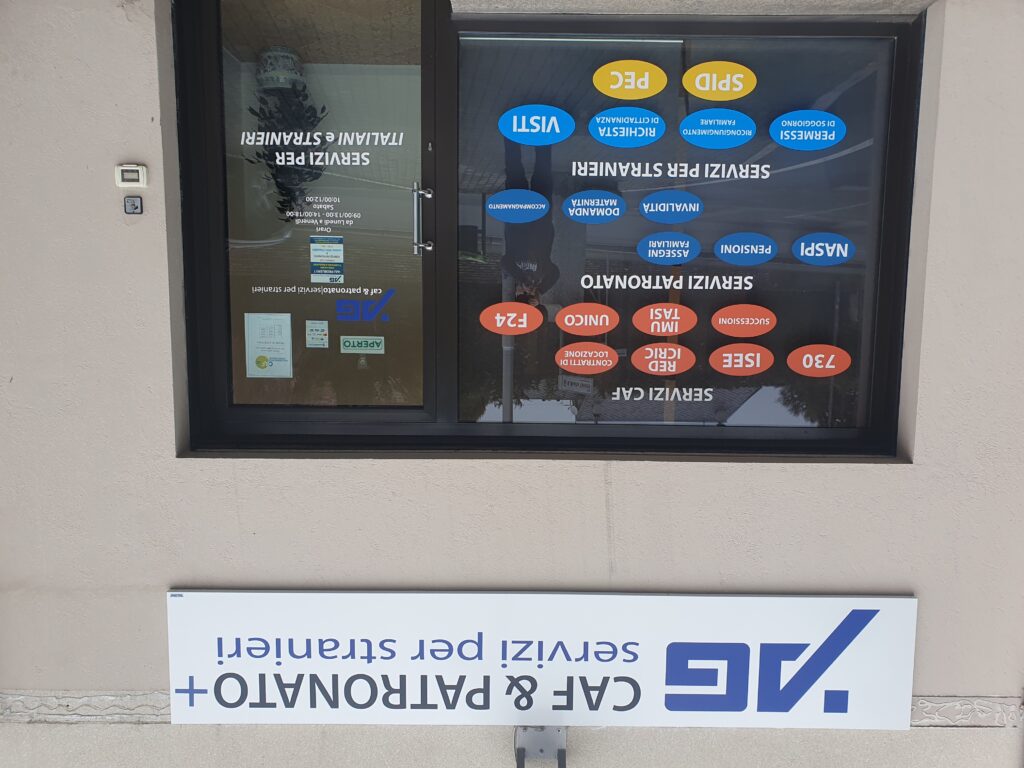 AG
CAF & PATRONATO+
servizi per stranieri
SERVIZI CAF
730
ISEE
RED
ICRIC
CONTRATTI DI
LOCAZIONE
SUCCESSIONI
IMU
TASI
UNICO
F24
SERVIZI PATRONATO
NASPI
PENSIONI
ASSEGNI
FAMILIARI
INVALIDITÀ
DOMANDA
MATERNITÀ
ACCOMPAGNAMENTO
SERVIZI PER STRANIERI
PERMESSI
DI SOGGIORNO
RICONGIUNGIMENTO
FAMILIARE
RICHIESTA
DI CITTADINANZA
VISTI
SPID
PEC
APERTO
AG
caf & patronato|servizi per stranieri
Orari
da Lunedì a Venerdì
09:00/13:00 - 14:00/18:00
Sabato
10:00/12:00
SERVIZI PER
ITALIANI e STRANIERI